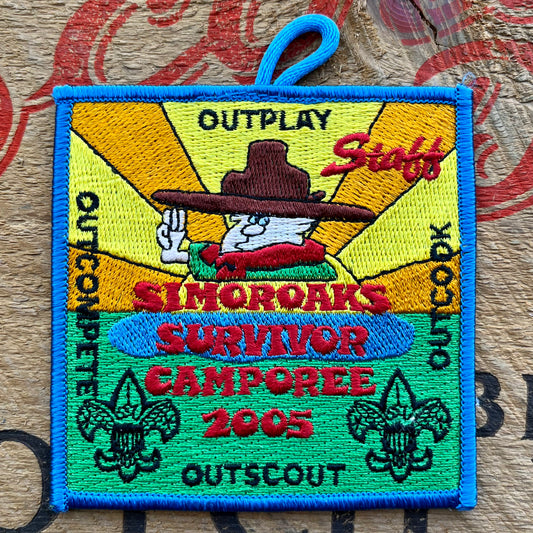 OUTPLAY
Staff
OUTCOMPETE
OUTCOOK
SIMOROAKS
SURVIVOR
CAMPOREE
2005
OUTSCOUT